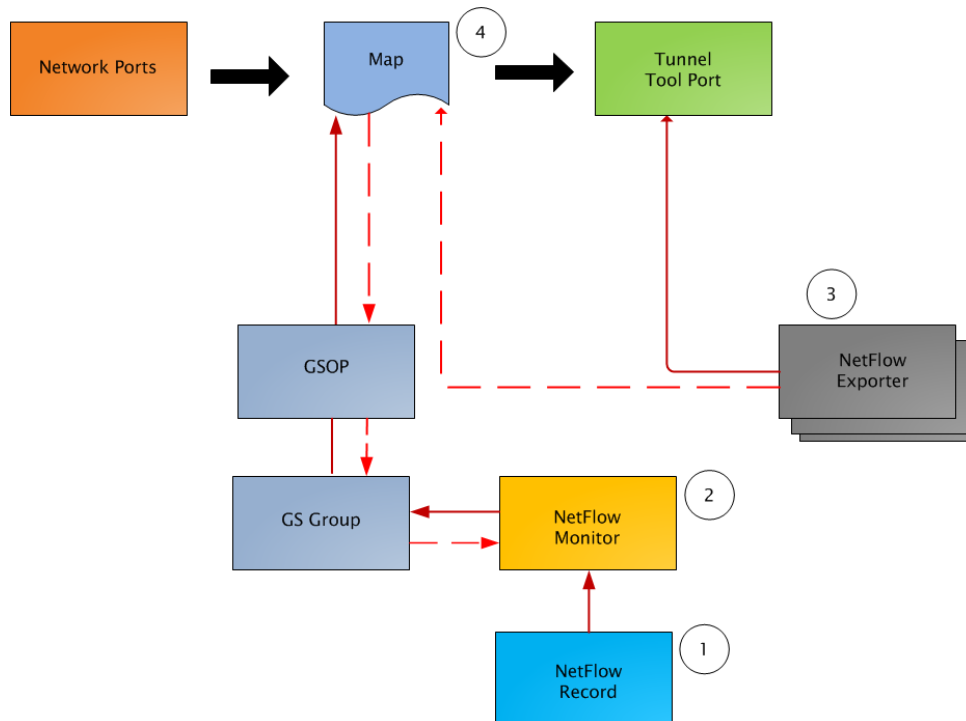 Network Ports
Map
4
Tunnel
Tool Port
3
GSOP
NetFlow
Exporter
GS Group
NetFlow
Monitor
2
NetFlow
Record
1